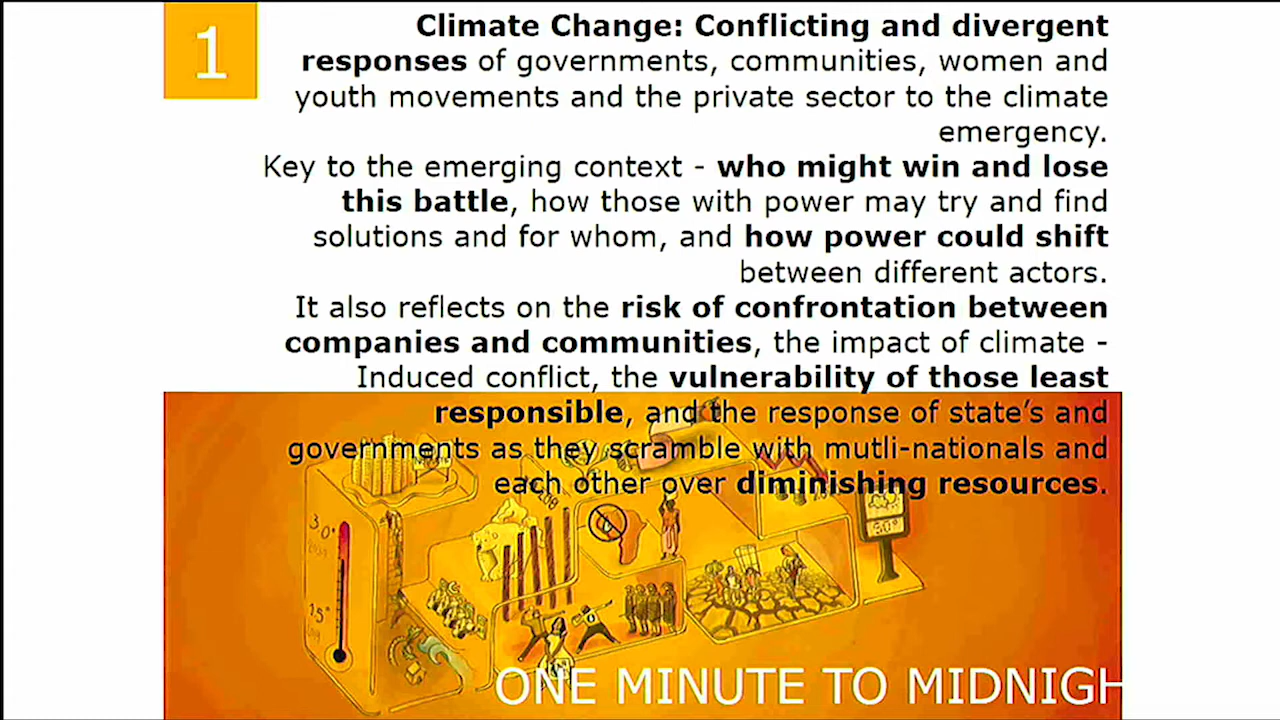 1
Climate Change: Conflicting and divergent
responses of governments, communities, women and
youth movements and the private sector to the climate
emergency.
Key to the emerging context - who might win and lose
this battle, how those with power may try and find
solutions and for whom, and how power could shift
between different actors.
It also reflects on the risk of confrontation between
companies and communities, the impact of climate -
Induced conflict, the vulnerability of those least
responsible, and the response of state’s and
governments as they scramble with mutli-nationals and
each other over diminishing resources.
3.0°
1.5°
ONE MINUTE TO MIDNIGH